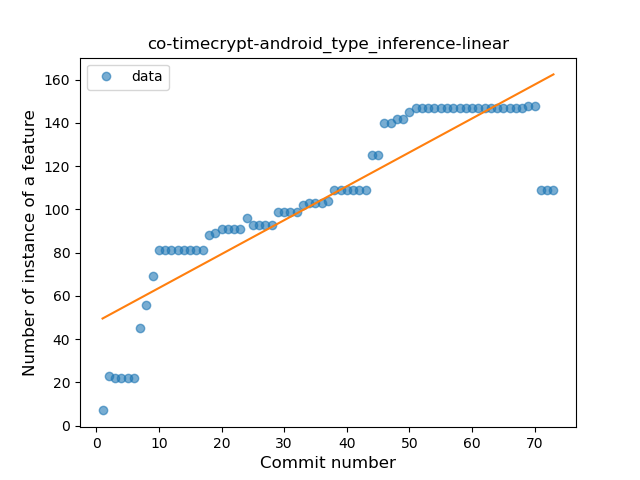 co-timecrypt-android_type_inference-linear
data
Number of instance of a feature
160
140
120
100
80
60
40
20
0
0 10 20 30 40 50 60 70
Commit number